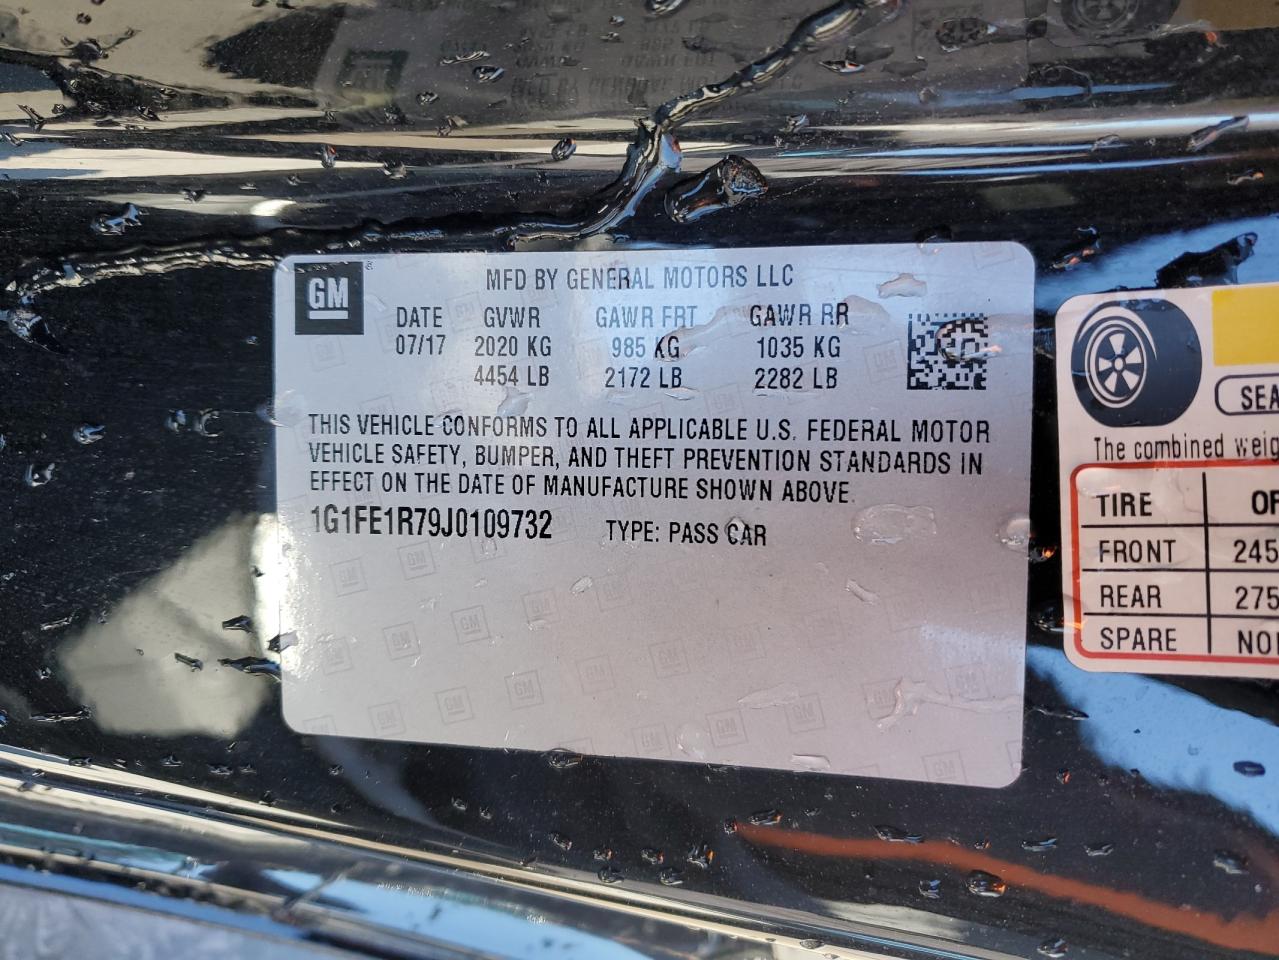 GM
MFD BY GENERAL MOTORS LLC
DATE GVWR GAWR FRT GAWR RR
07/17 2020 KG 985 KG 1035 KG
4454 LB 2172 LB 2282 LB
THIS VEHICLE CONFORMS TO ALL APPLICABLE U.S. FEDERAL MOTOR
VEHICLE SAFETY, BUMPER, AND THEFT PREVENTION STANDARDS IN
EFFECT ON THE DATE OF MANUFACTURE SHOWN ABOVE.
1G1FE1R79J0109732 TYPE: PASS CAR
SEA
The combined weig
TIRE
FRONT 245
REAR 275
SPARE